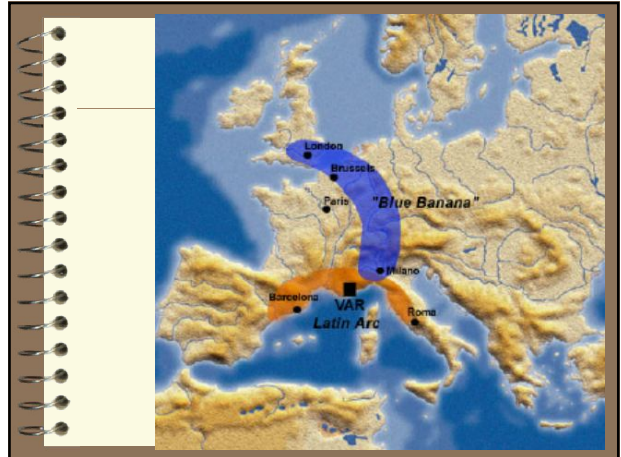 London
Brussels
Paris
"Blue Banana"
Milano
Barcelona
VAR
Roma
Latin Arc